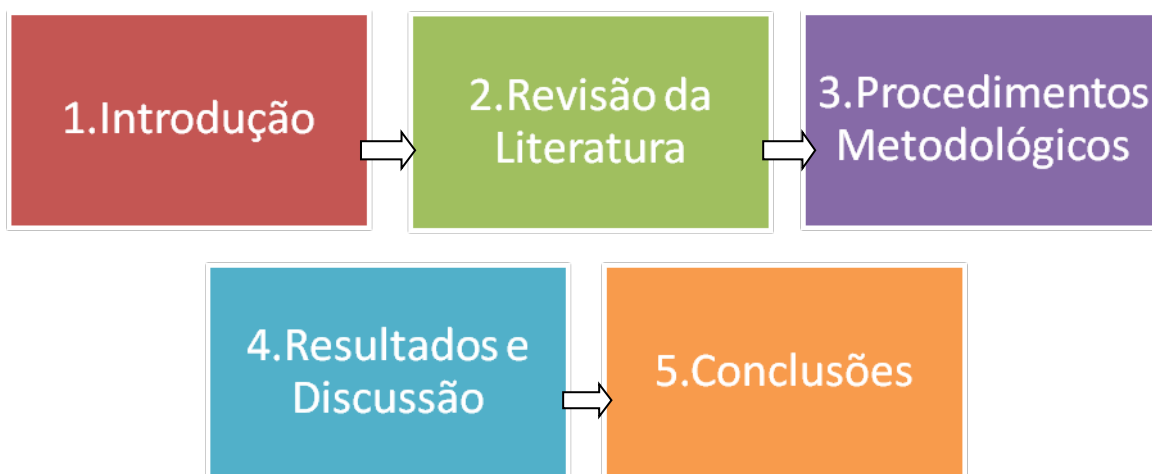 1.Introdução
2.Revisão da
Literatura
3.Procedimentos
Metodológicos
4.Resultados e
Discussão
5.Conclusões